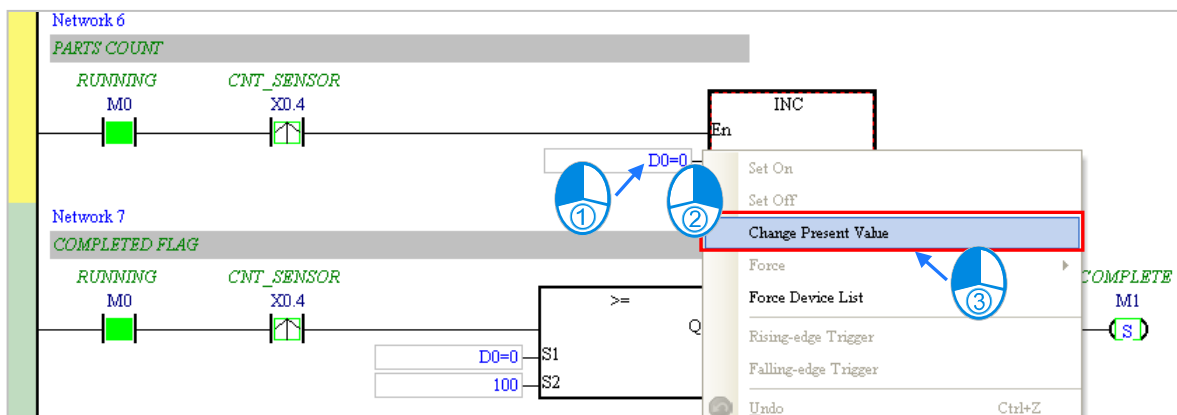 Network 6
PARTS COUNT
RUNNING CNT_SENSOR
M0 X0.4
INC
En
D0=0
① ②
Set On
Set Off
Change Present Value
Force
Force Device List
③
Rising-edge Trigger
Falling-edge Trigger
Undo Ctrl+Z
Network 7
COMPLETED FLAG
RUNNING CNT_SENSOR
M0 X0.4
>=
Q
D0=0 S1
100 S2
COMPLETE
M1
S